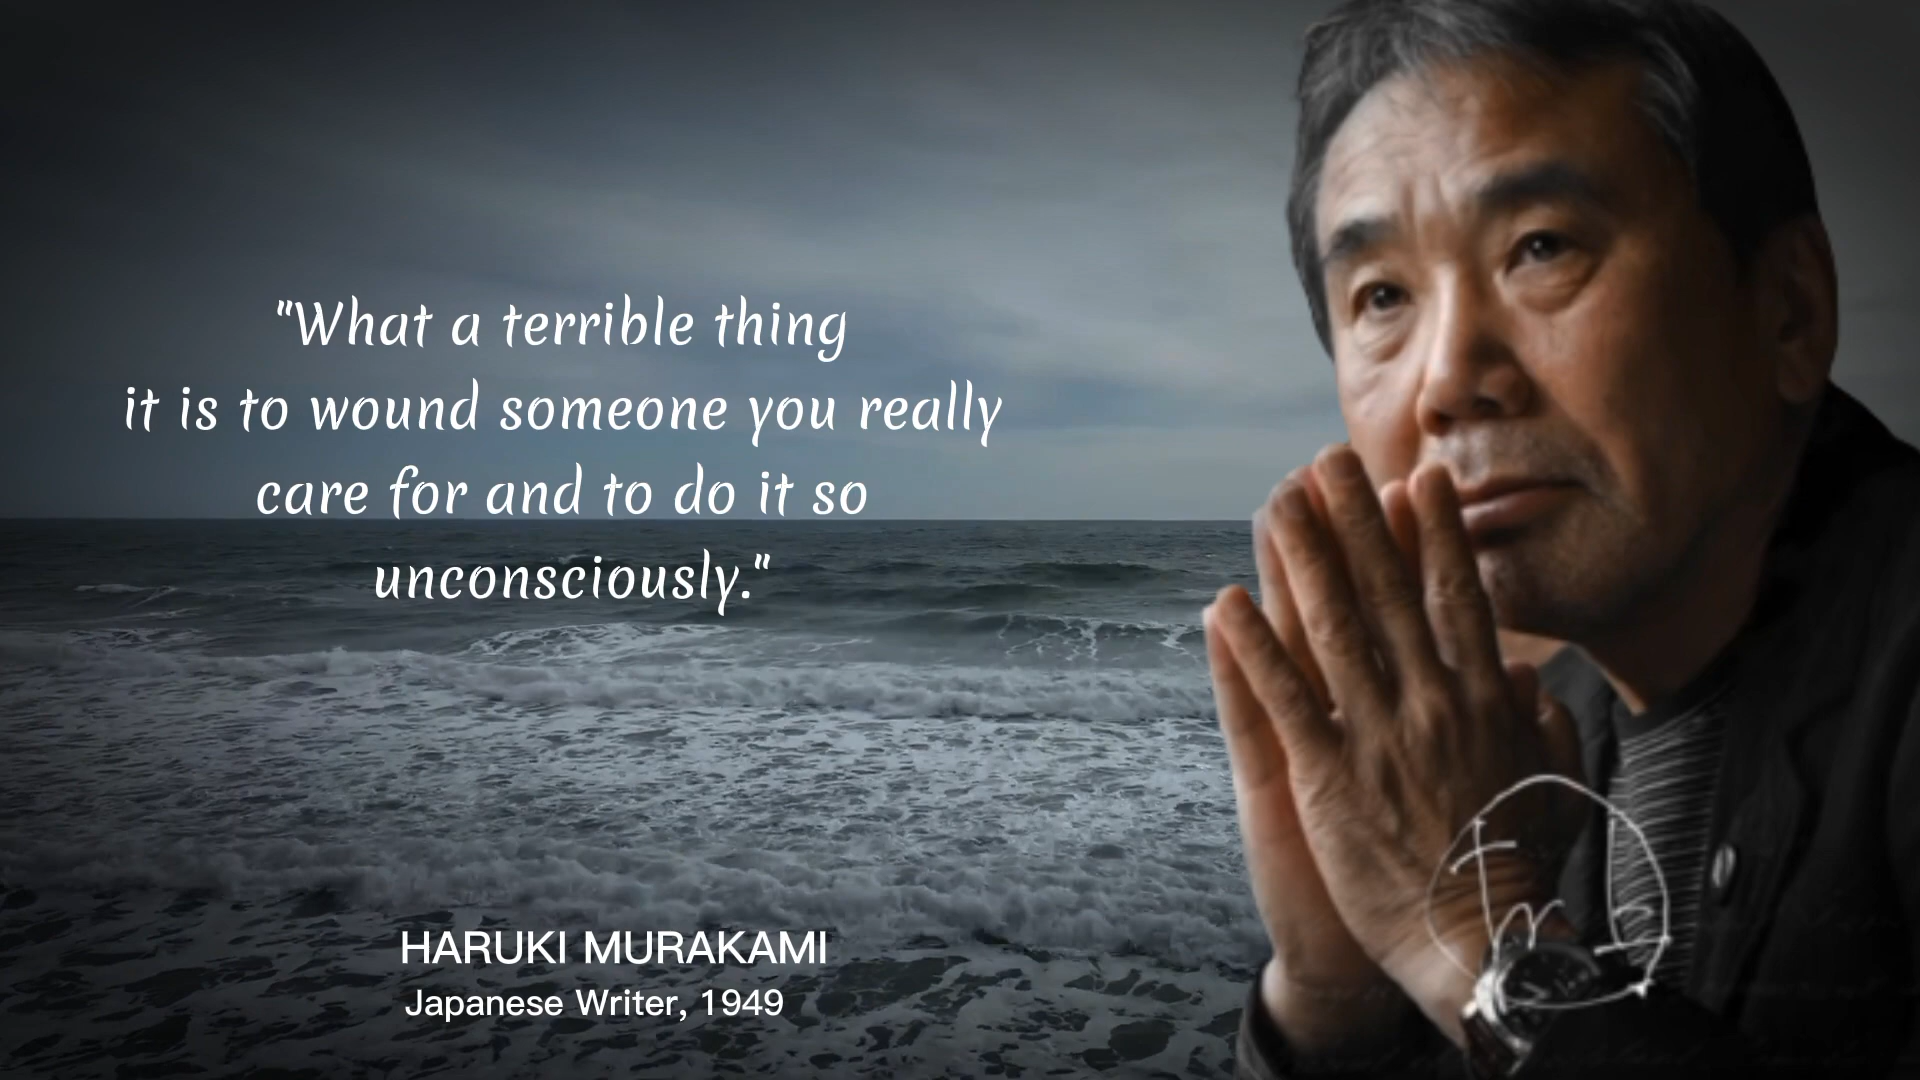 "What a terrible thing
it is to wound someone you really
care for and to do it so
unconsciously."
HARUKI MURAKAMI
Japanese Writer, 1949